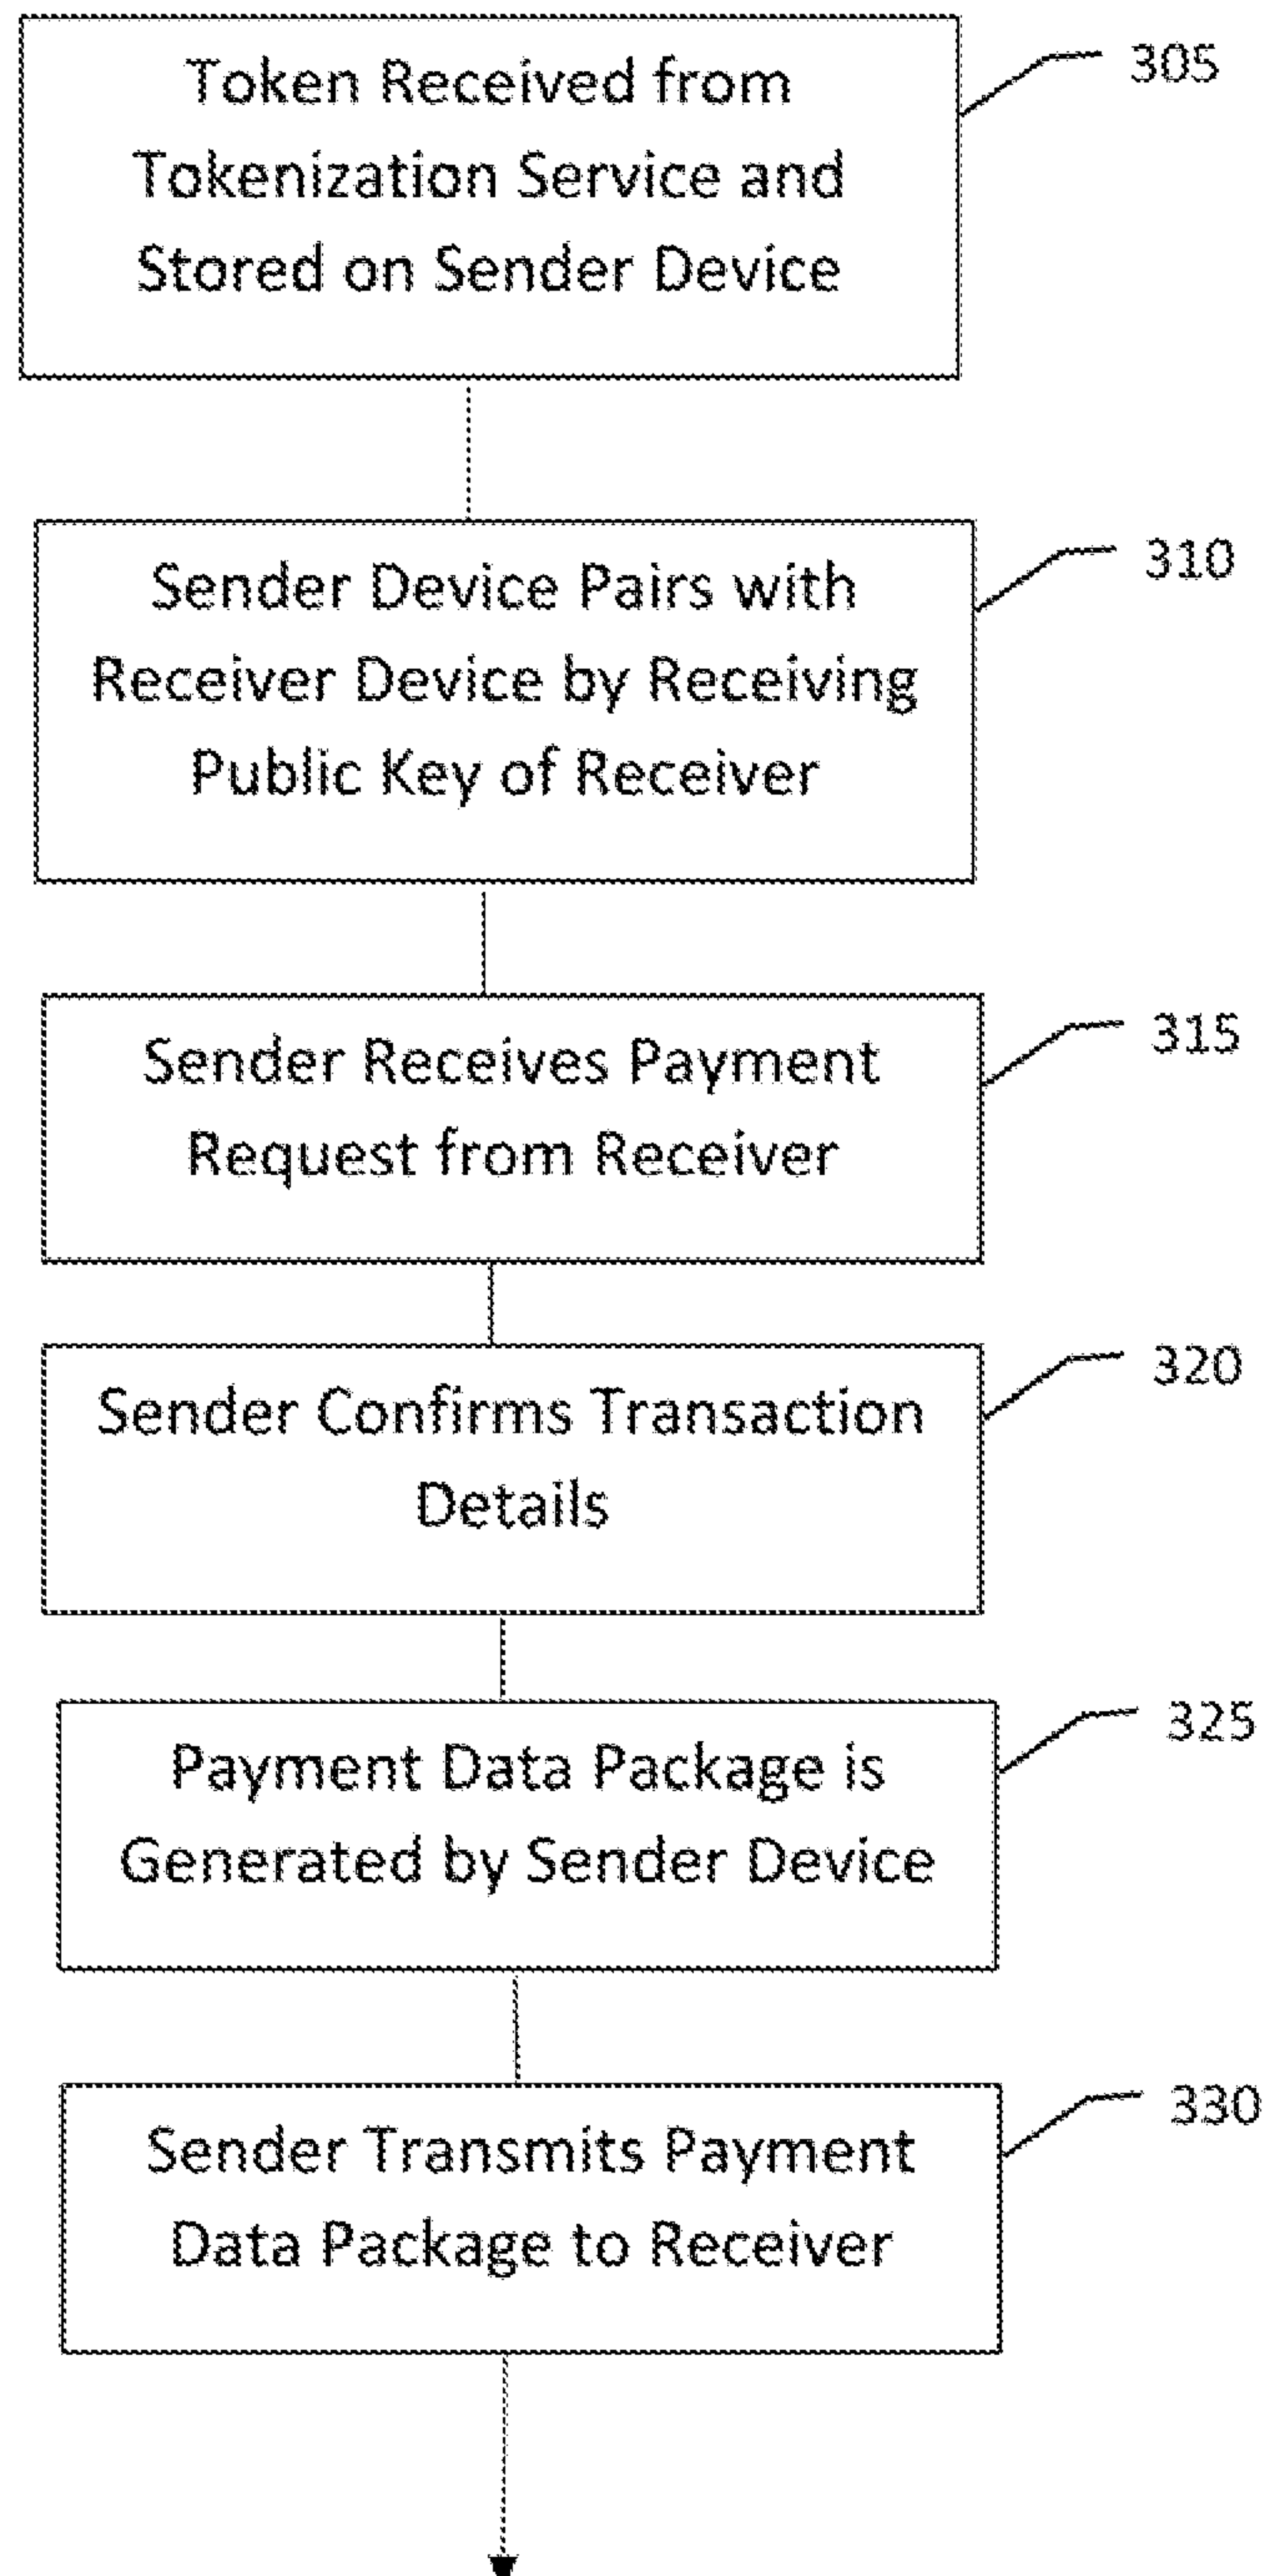 Token Received from
Tokenization Service and
Stored on Sender Device
305
Sender Device Pairs with
Receiver Device by Receiving
Public Key of Receiver
310
Sender Receives Payment
Request from Receiver
315
Sender Confirms Transaction
Details
320
Payment Data Package is
Generated by Sender Device
325
Sender Transmits Payment
Data Package to Receiver
330